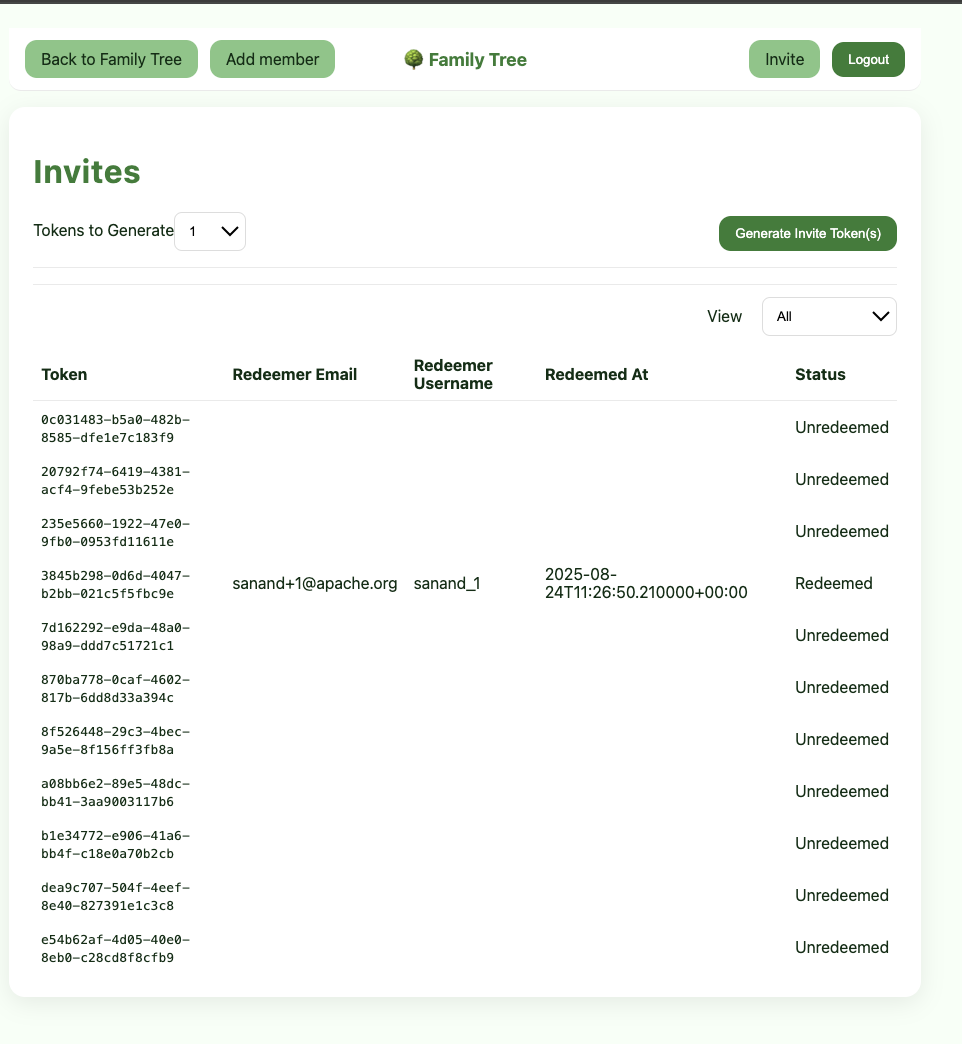 Back to Family Tree
Add member
Family Tree
Invite
Logout
Invites
Tokens to Generate 1
Generate Invite Token(s)
View All
Token Redeemer Email Redeemer Username Redeemed At Status
0c031483-b5a0-482b-
8585-dfe1e7c183f9
Unredeemed
20792f74-6419-4381-
acf4-9febe53b252e
Unredeemed
235e5660-1922-47e0-
9fb0-0953fd11611e
Unredeemed
3845b298-0d6d-4047-
b2bb-021c5f5fbc9e
sanand+1@apache.org
sanand_1
2025-08-
24T11:26:50.210000+00:00
Redeemed
7d162292-e9da-48a0-
98a9-ddd7c51721c1
Unredeemed
870ba778-0caf-4602-
817b-6dd8d33a394c
Unredeemed
8f526448-29c3-4bec-
9a5e-8f156ff3fb8a
Unredeemed
a08bb6e2-89e5-48dc-
bb41-3aa9003117b6
Unredeemed
b1e34772-e906-41a6-
bb4f-c18e0a70b2cb
Unredeemed
dea9c707-504f-4eef-
8e40-827391e1c3c8
Unredeemed
e54b62af-4d05-40e0-
8eb0-c28cd8f8cfb9
Unredeemed